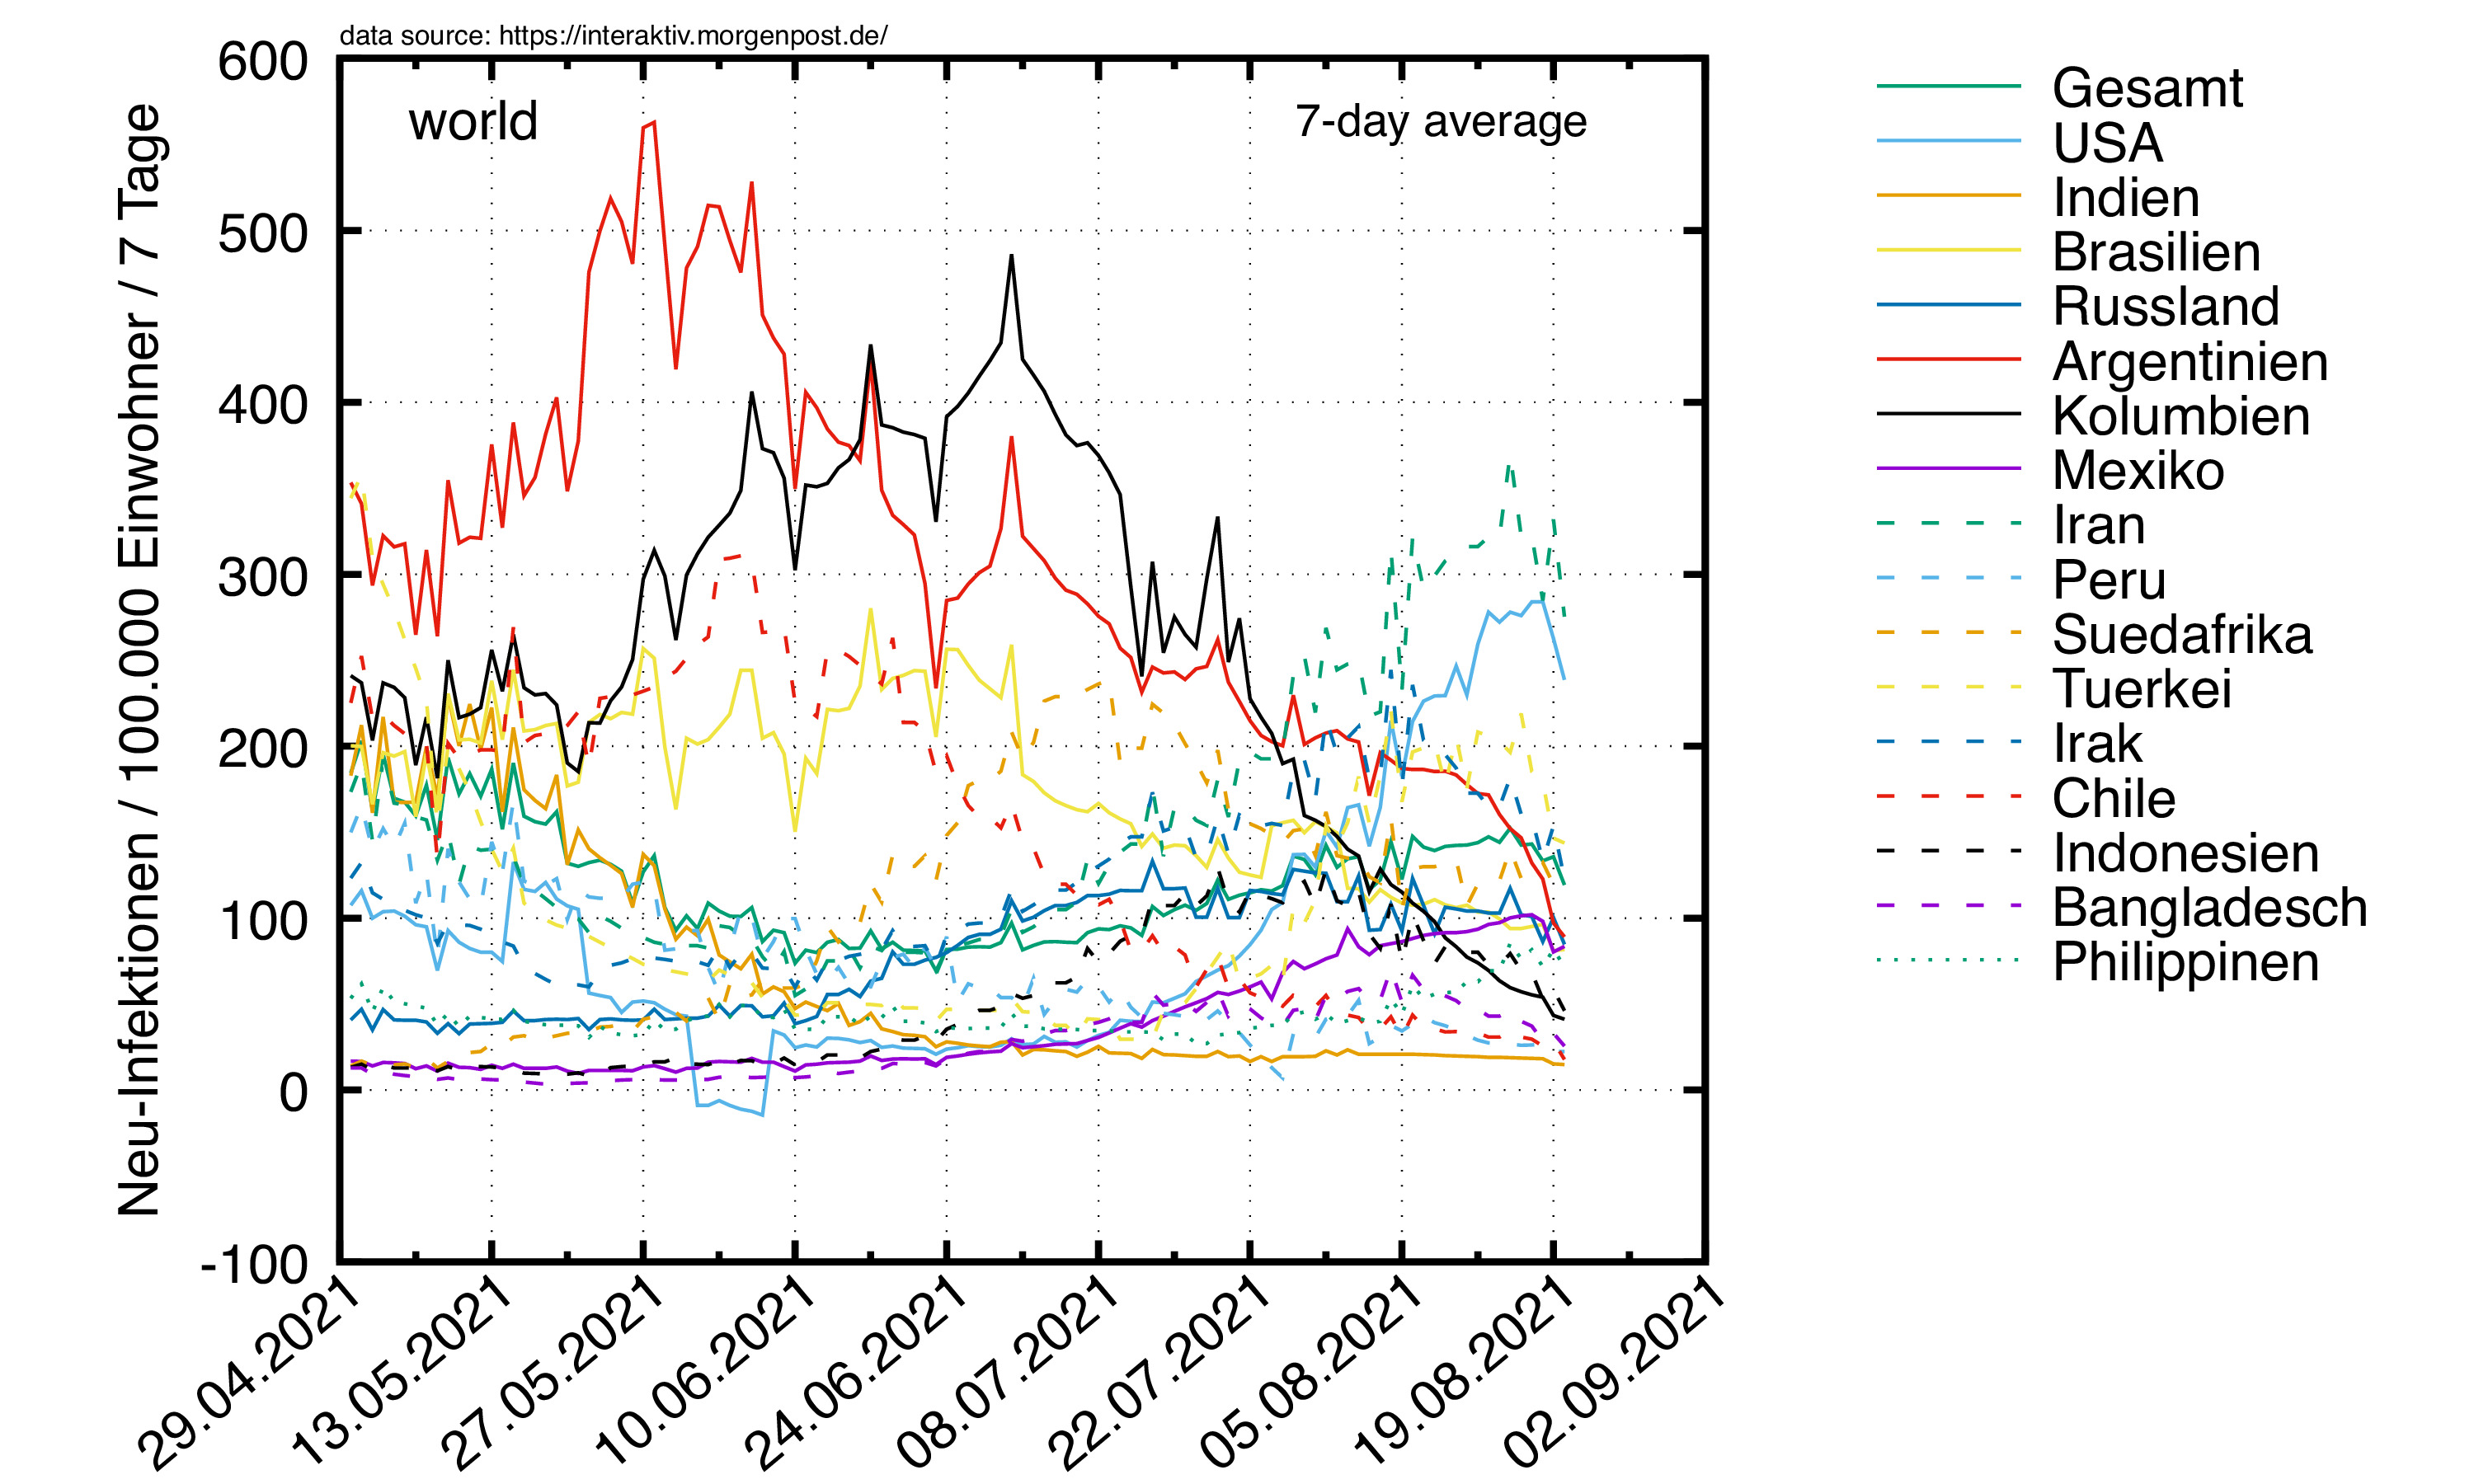 data source: https://interaktiv.morgenpost.de/
world
7-day average
Neu-Infektionen / 100.000 Einwohner / 7 Tage
600
500
400
300
200
100
0
-100
29.04.2021
13.05.2021
27.05.2021
10.06.2021
24.06.2021
08.07.2021
22.07.2021
05.08.2021
19.08.2021
02.09.2021
Gesamt
USA
Indien
Brasilien
Russland
Argentinien
Kolumbien
Mexiko
Iran
Peru
Suedafrika
Tuerkei
Irak
Chile
Indonesien
Bangladesch
Philippinen